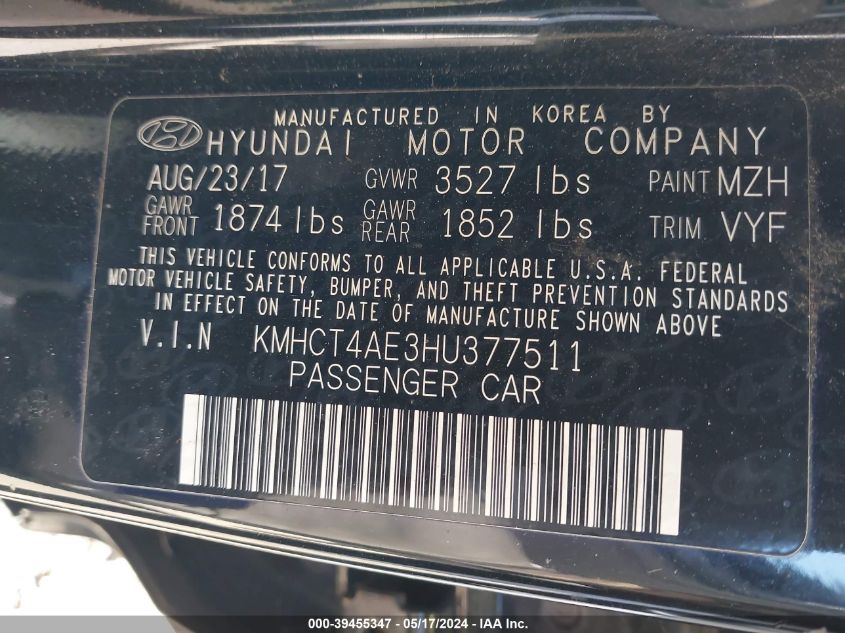 MANUFACTURED IN KOREA BY
HYUNDAI MOTOR COMPANY
AUG/23/17 GVWR 3527 lbs PAINT MZH
GAWR FRONT 1874 lbs GAWR REAR 1852 lbs TRIM VYF
THIS VEHICLE CONFORMS TO ALL APPLICABLE U.S.A. FEDERAL
MOTOR VEHICLE SAFETY, BUMPER, AND THEFT PREVENTION STANDARDS
IN EFFECT ON THE DATE OF MANUFACTURE SHOWN ABOVE
V.I.N KMHCT4AE3HU377511
PASSENGER CAR
000-39455347 - 05/17/2024 - IAAI.COM